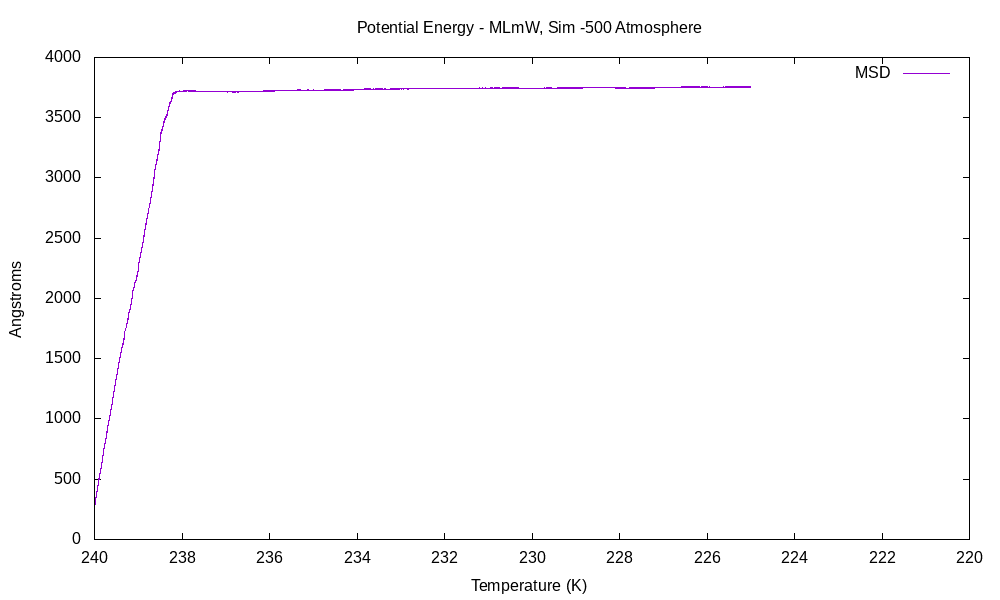 Potential Energy - MLmW, Sim -500 Atmosphere
MSD
4000
3500
3000
2500
2000
1500
1000
500
0
Angstroms
240 238 236 234 232 230 228 226 224 222 220
Temperature (K)